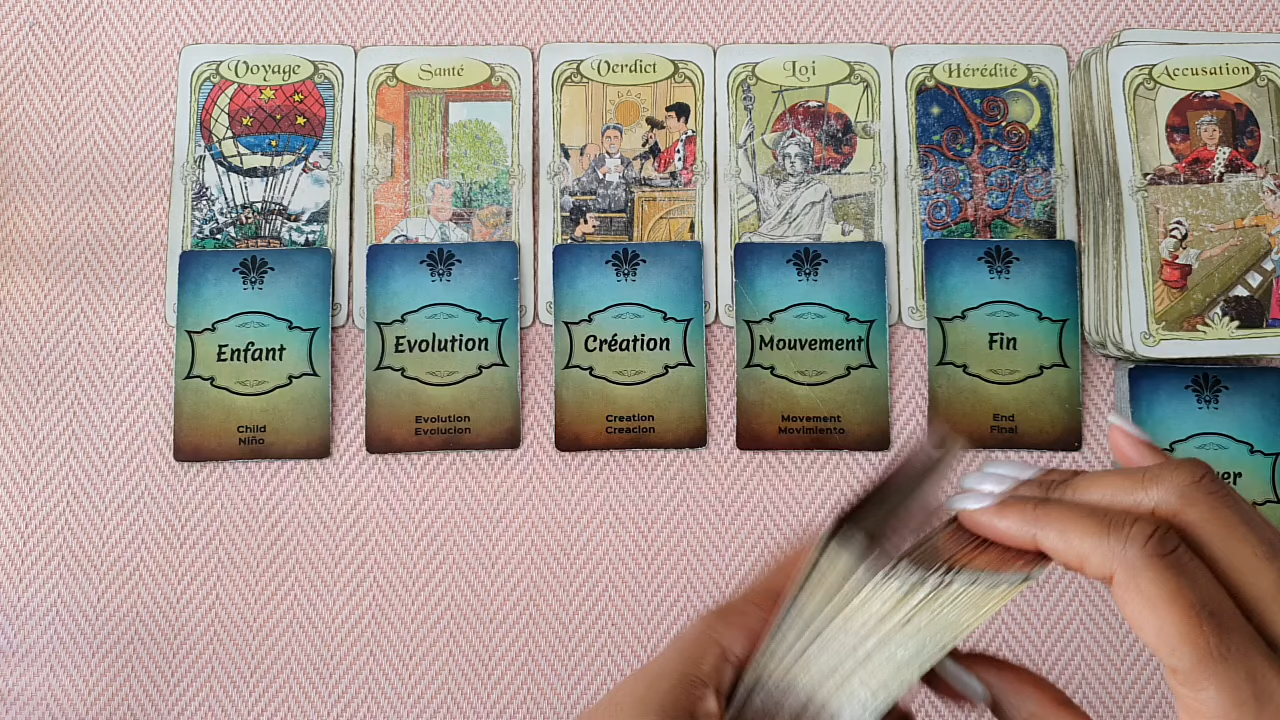 Voyage
Santé
Verdict
Loi
Hérédité
Accusation
Enfant
Child
Niño
Evolution
Evolution
Evolucion
Création
Creation
Creacion
Mouvement
Movement
Movimiento
Fin
End
Final